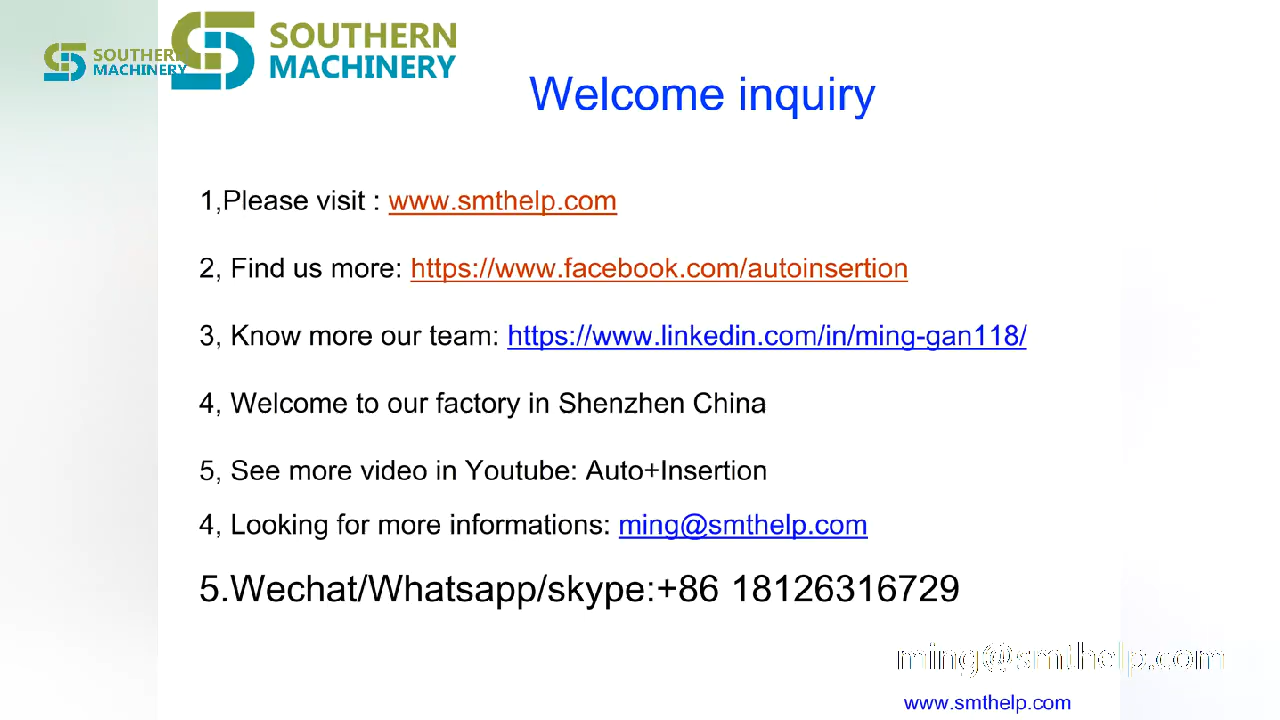 SOUTHERN
MACHINERY
SOUTHERN
MACHINERY
Welcome inquiry
1,Please visit : www.smthelp.com
2, Find us more: https://www.facebook.com/autoinsertion
3, Know more our team: https://www.linkedin.com/in/ming-gan118/
4, Welcome to our factory in Shenzhen China
5, See more video in Youtube: Auto+Insertion
4, Looking for more informations: ming@smthelp.com
5.Wechat/Whatsapp/skype:+86 18126316729
ming@smthelp.com
www.smthelp.com